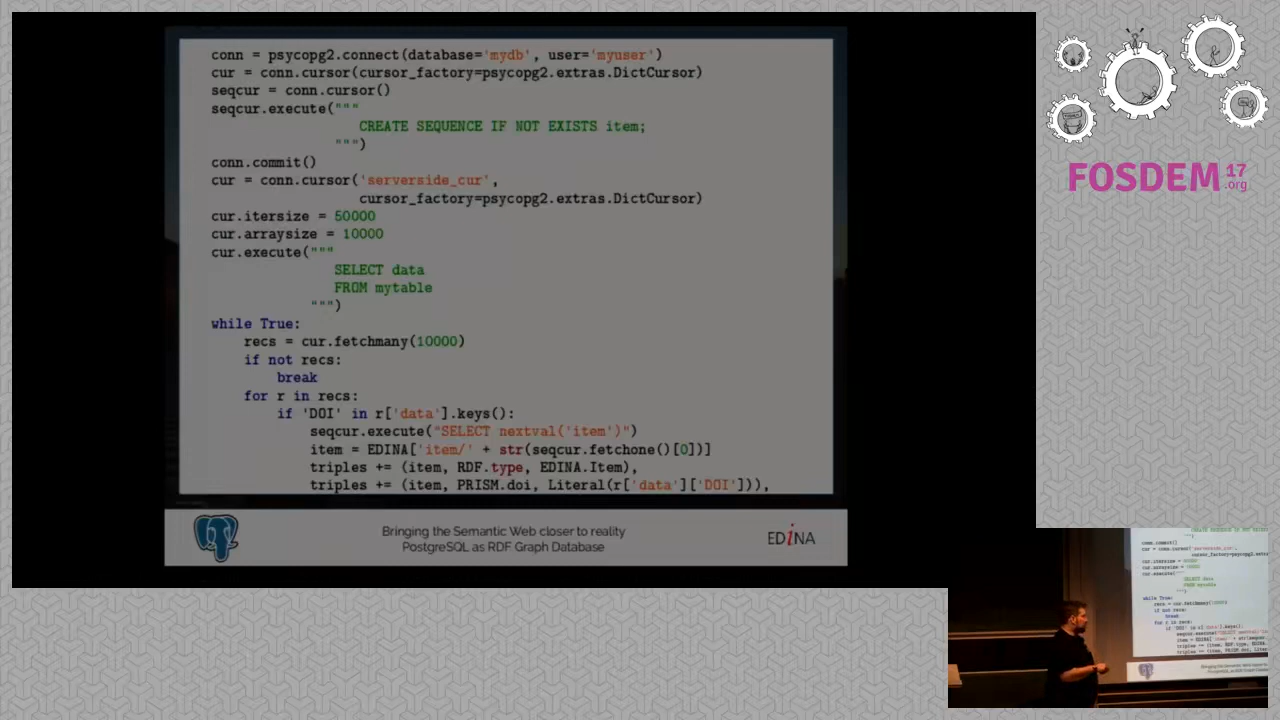 conn = psycopg2.connect(database='mydb', user='myuser')
cur = conn.cursor(cursor_factory=psycopg2.extras.DictCursor)
seqcur = conn.cursor()
seqcur.execute("""
CREATE SEQUENCE IF NOT EXISTS item;
""")
conn.commit()
cur = conn.cursor('serverside_cur',
cursor_factory=psycopg2.extras.DictCursor)
cur.itersize = 50000
cur.arraysize = 10000
cur.execute("""
SELECT data
FROM mytable
""")
while True:
recs = cur.fetchmany(10000)
if not recs:
break
for r in recs:
if 'DOI' in r['data'].keys():
seqcur.execute("SELECT nextval('item')")
item = EDINA['item/' + str(seqcur.fetchone()[0])]
triples += (item, RDF.type, EDINA.Item),
triples += (item, PRISM.doi, Literal(r['data']['DOI'])),
Bringing the Semantic Web closer to reality
PostgreSQL as RDF Graph Database
EDINA
FOSDEM 17 .org